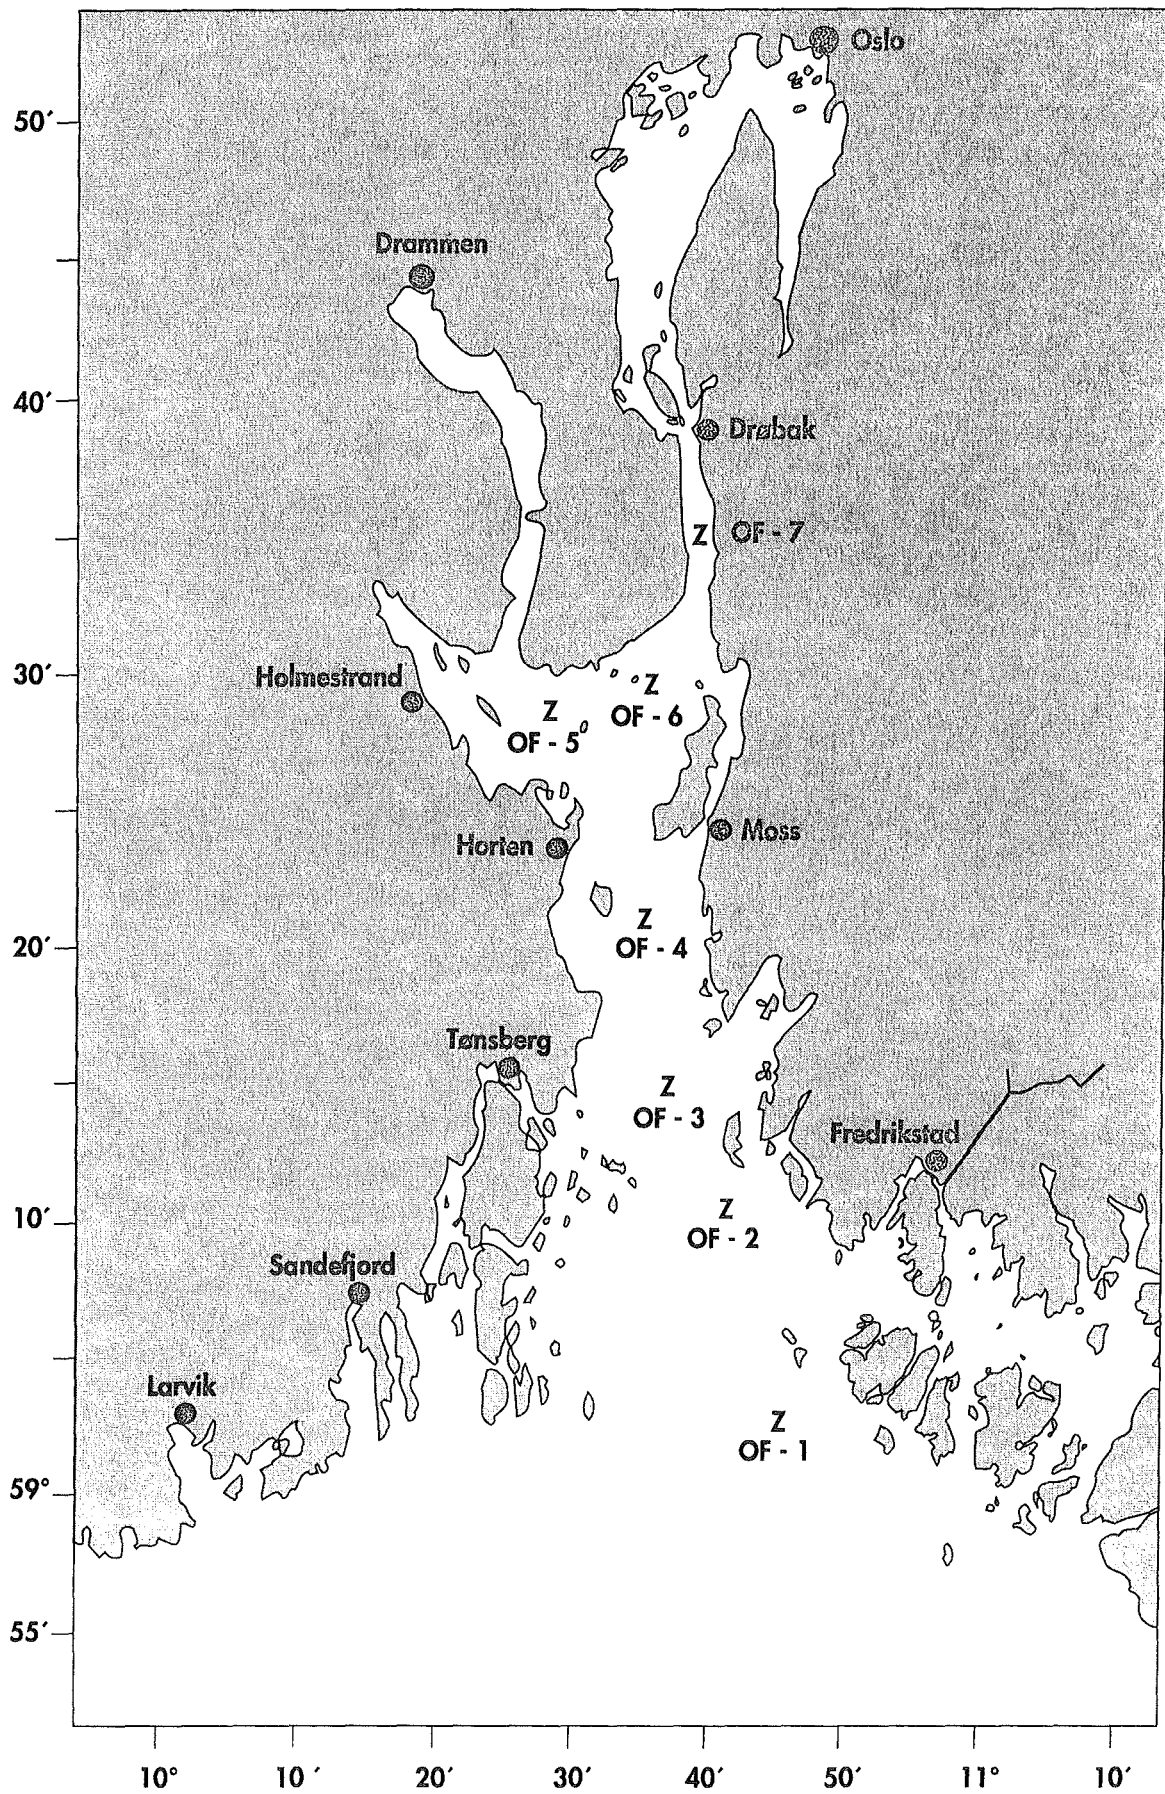 Oslo
50′
Drammen
40′
Drøbak
Z OF - 7
30′
Holmestrand
Z
OF - 6
Z
OF - 5
Moss
Horten
Z
OF - 4
20′
Tønsberg
Z
OF - 3
Fredrikstad
10′
Z
OF - 2
Sandefjord
Larvik
Z
OF - 1
59°
55′
10° 10′ 20′ 30′ 40′ 50′ 11° 10′